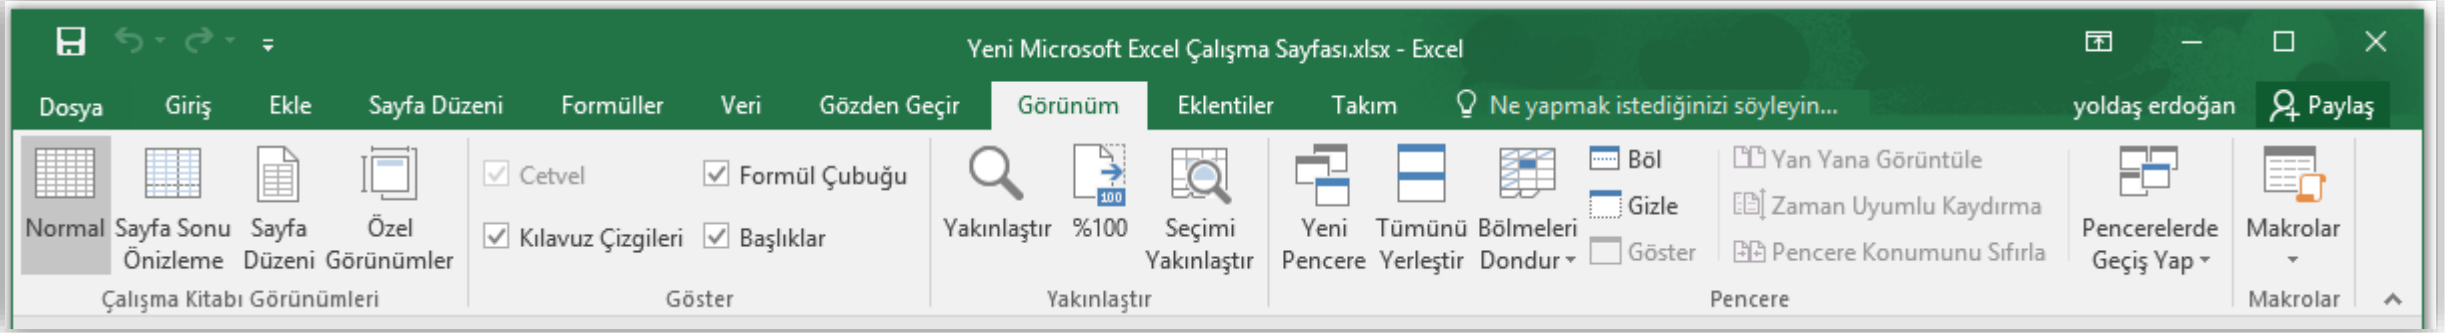 Yeni Microsoft Excel Çalışma Sayfası.xlsx - Excel
Dosya Giriş Ekle Sayfa Düzeni Formüller Veri Gözden Geçir Görünüm Eklentiler Takım Ne yapmak istediğinizi söyleyin... yoldaş erdoğan Paylaş
Normal
Sayfa Sonu
Önizleme
Sayfa
Düzeni
Özel
Görünümler
Çalışma Kitabı Görünümleri
Cetvel
Formül Çubuğu
Kılavuz Çizgileri
Başlıklar
Göster
Yakınlaştır
100
%100
Seçimi
Yakınlaştır
Yakınlaştır
Yeni
Pencere
Tümünü
Yerleştir
Bölmeleri
Dondur
Böl
Gizle
Göster
Yan Yana Görüntüle
Zaman Uyumlu Kaydırma
Pencere Konumunu Sıfırla
Pencerelerde
Geçiş Yap
Pencere
Makrolar
Makrolar